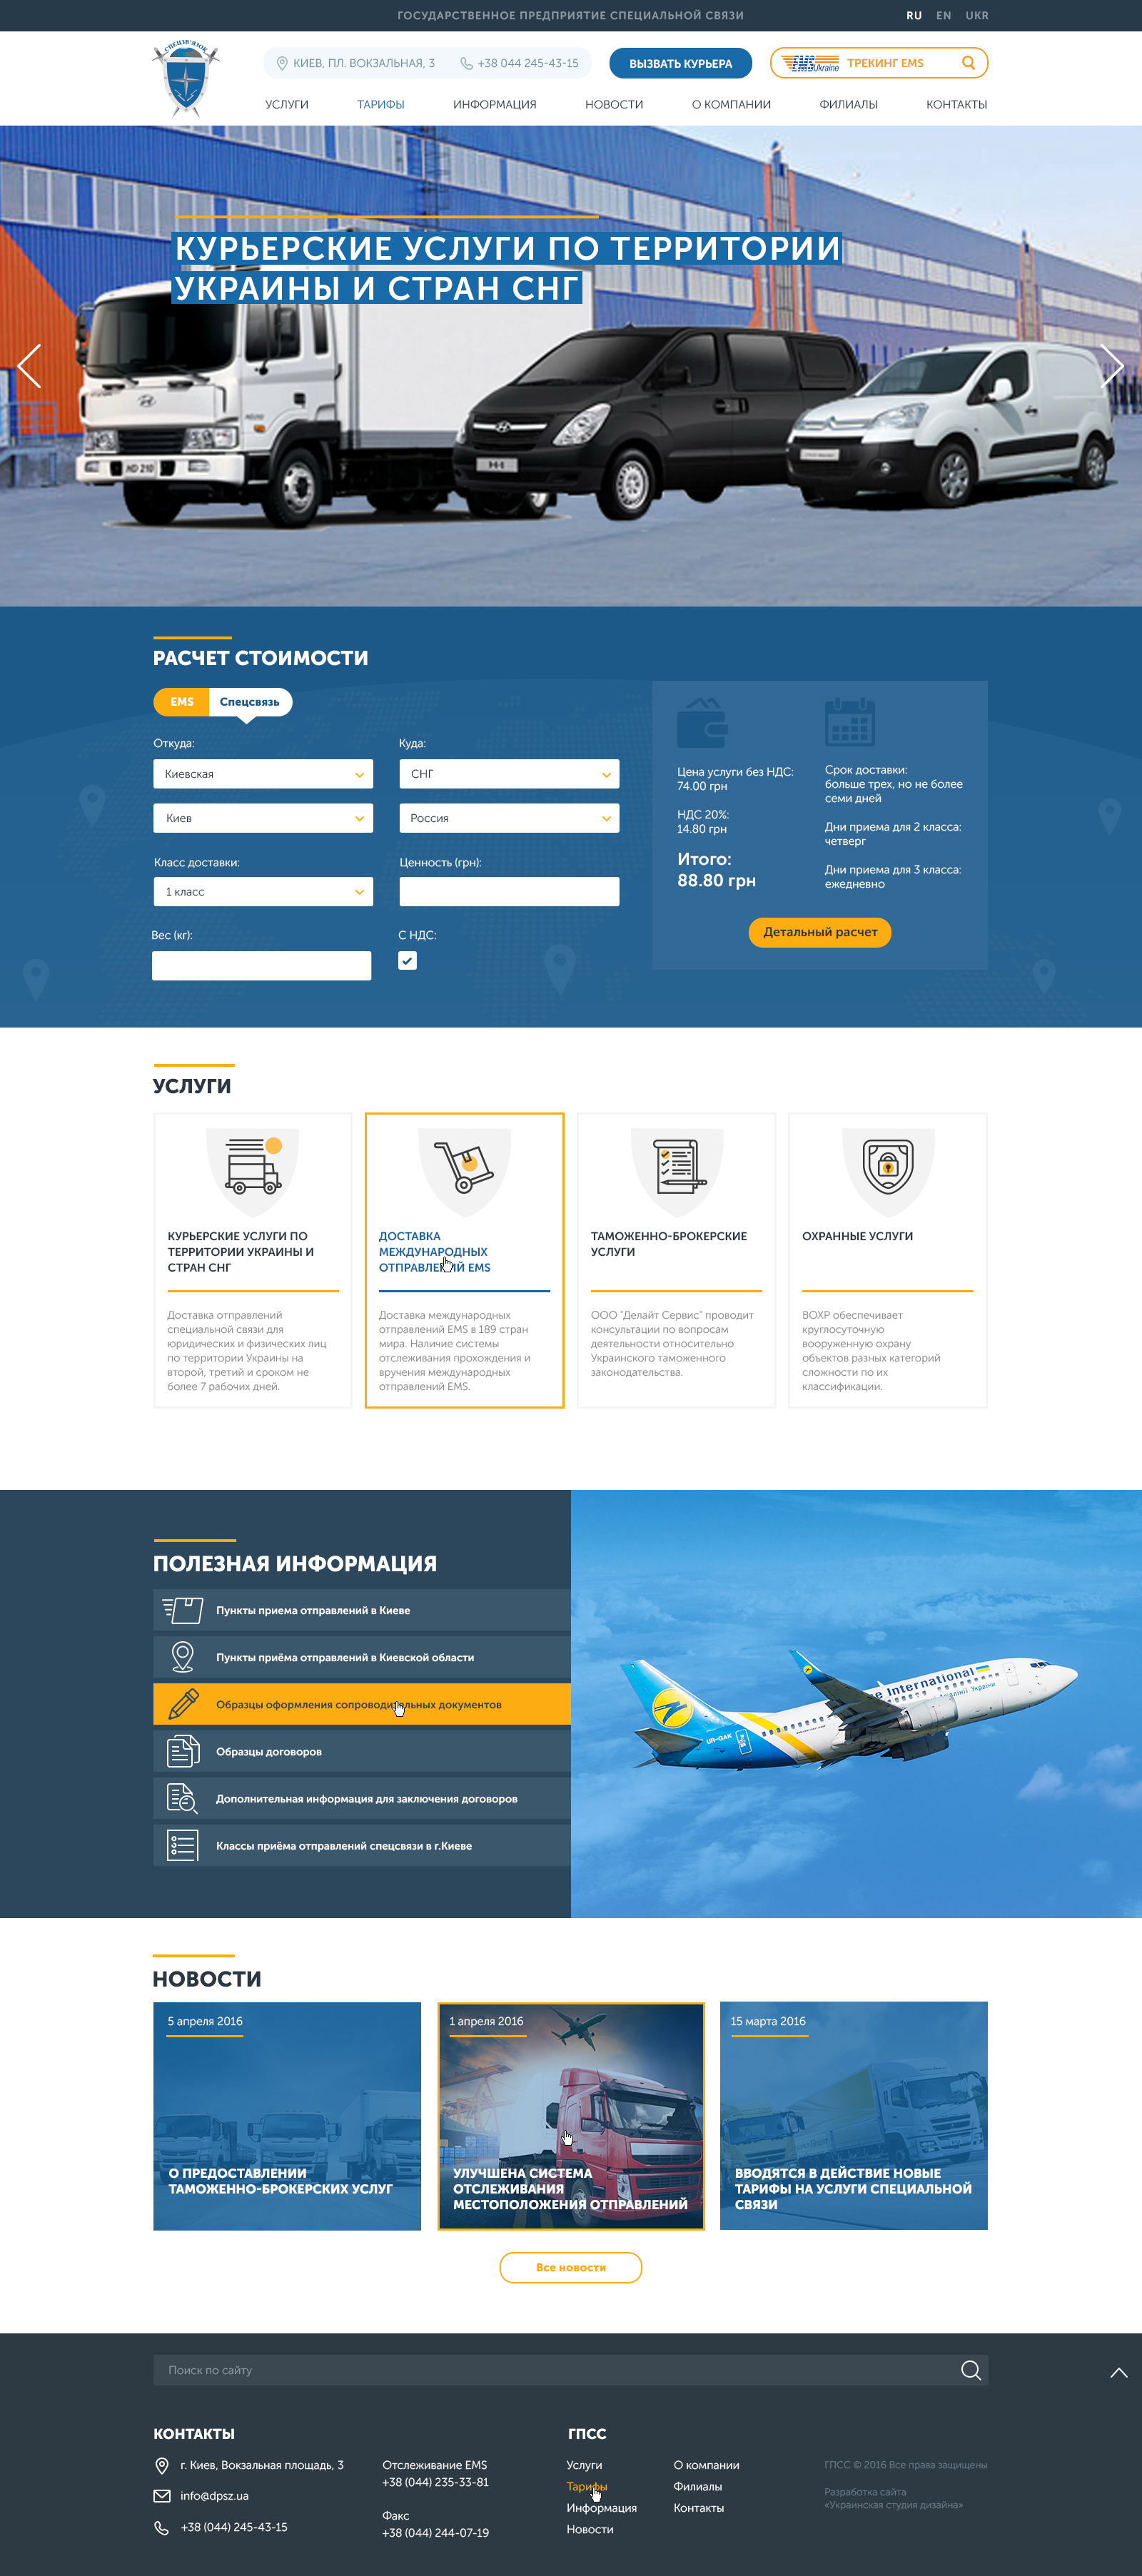 ГОСУДАРСТВЕННОЕ ПРЕДПРИЯТИЕ СПЕЦИАЛЬНОЙ СВЯЗИ
RU EN UKR
СПЕЦЗВ'ЯЗОК
КИЕВ, ПЛ. ВОКЗАЛЬНАЯ, 3
+38 044 245-43-15
ВЫЗВАТЬ КУРЬЕРА
EMS Ukraine
ТРЕКИНГ EMS
УСЛУГИ ТАРИФЫ ИНФОРМАЦИЯ НОВОСТИ О КОМПАНИИ ФИЛИАЛЫ КОНТАКТЫ
КУРЬЕРСКИЕ УСЛУГИ ПО ТЕРРИТОРИИ
УКРАИНЫ И СТРАН СНГ
HD 210
H-1
РАСЧЕТ СТОИМОСТИ
EMS Спецсвязь
Откуда:
Киевская
Киев
Куда:
СНГ
Россия
Класс доставки:
1 класс
Ценность (грн):
Вес (кг):
С НДС:
Цена услуги без НДС:
74.00 грн
НДС 20%:
14.80 грн
Итого:
88.80 грн
Срок доставки:
больше трех, но не более
семи дней
Дни приема для 2 класса:
четверг
Дни приема для 3 класса:
ежедневно
Детальный расчет
УСЛУГИ
КУРЬЕРСКИЕ УСЛУГИ ПО
ТЕРРИТОРИИ УКРАИНЫ И
СТРАН СНГ
Доставка отправлений
специальной связи для
юридических и физических лиц
по территории Украины на
второй, третий и сроком не
более 7 рабочих дней.
ДОСТАВКА
МЕЖДУНАРОДНЫХ
ОТПРАВЛЕНИЙ EMS
Доставка международных
отправлений EMS в 189 стран
мира. Наличие системы
отслеживания прохождения и
вручения международных
отправлений EMS.
ТАМОЖЕННО-БРОКЕРСКИЕ
УСЛУГИ
ООО "Делайт Сервис" проводит
консультации по вопросам
деятельности относительно
Украинского таможенного
законодательства.
ОХРАННЫЕ УСЛУГИ
ВОХР обеспечивает
круглосуточную
вооруженную охрану
объектов разных категорий
сложности по их
классификации.
ПОЛЕЗНАЯ ИНФОРМАЦИЯ
Пункты приема отправлений в Киеве
Пункты приёма отправлений в Киевской области
Образцы оформления сопроводительных документов
Образцы договоров
Дополнительная информация для заключения договоров
Классы приёма отправлений спецсвязи в г.Киеве
International
України
UR-GAK
НОВОСТИ
5 апреля 2016
О ПРЕДОСТАВЛЕНИИ
ТАМОЖЕННО-БРОКЕРСКИХ УСЛУГ
1 апреля 2016
УЛУЧШЕНА СИСТЕМА
ОТСЛЕЖИВАНИЯ
МЕСТОПОЛОЖЕНИЯ ОТПРАВЛЕНИЙ
15 марта 2016
ВВОДЯТСЯ В ДЕЙСТВИЕ НОВЫЕ
ТАРИФЫ НА УСЛУГИ СПЕЦИАЛЬНОЙ
СВЯЗИ
Все новости
Поиск по сайту
КОНТАКТЫ
г. Киев, Вокзальная площадь, 3
info@dpsz.ua
+38 (044) 245-43-15
Отслеживание EMS
+38 (044) 235-33-81
Факс
+38 (044) 244-07-19
ГПСС
Услуги
Тарифы
Информация
Новости
О компании
Филиалы
Контакты
ГПСС © 2016 Все права защищены
Разработка сайта
«Украинская студия дизайна»